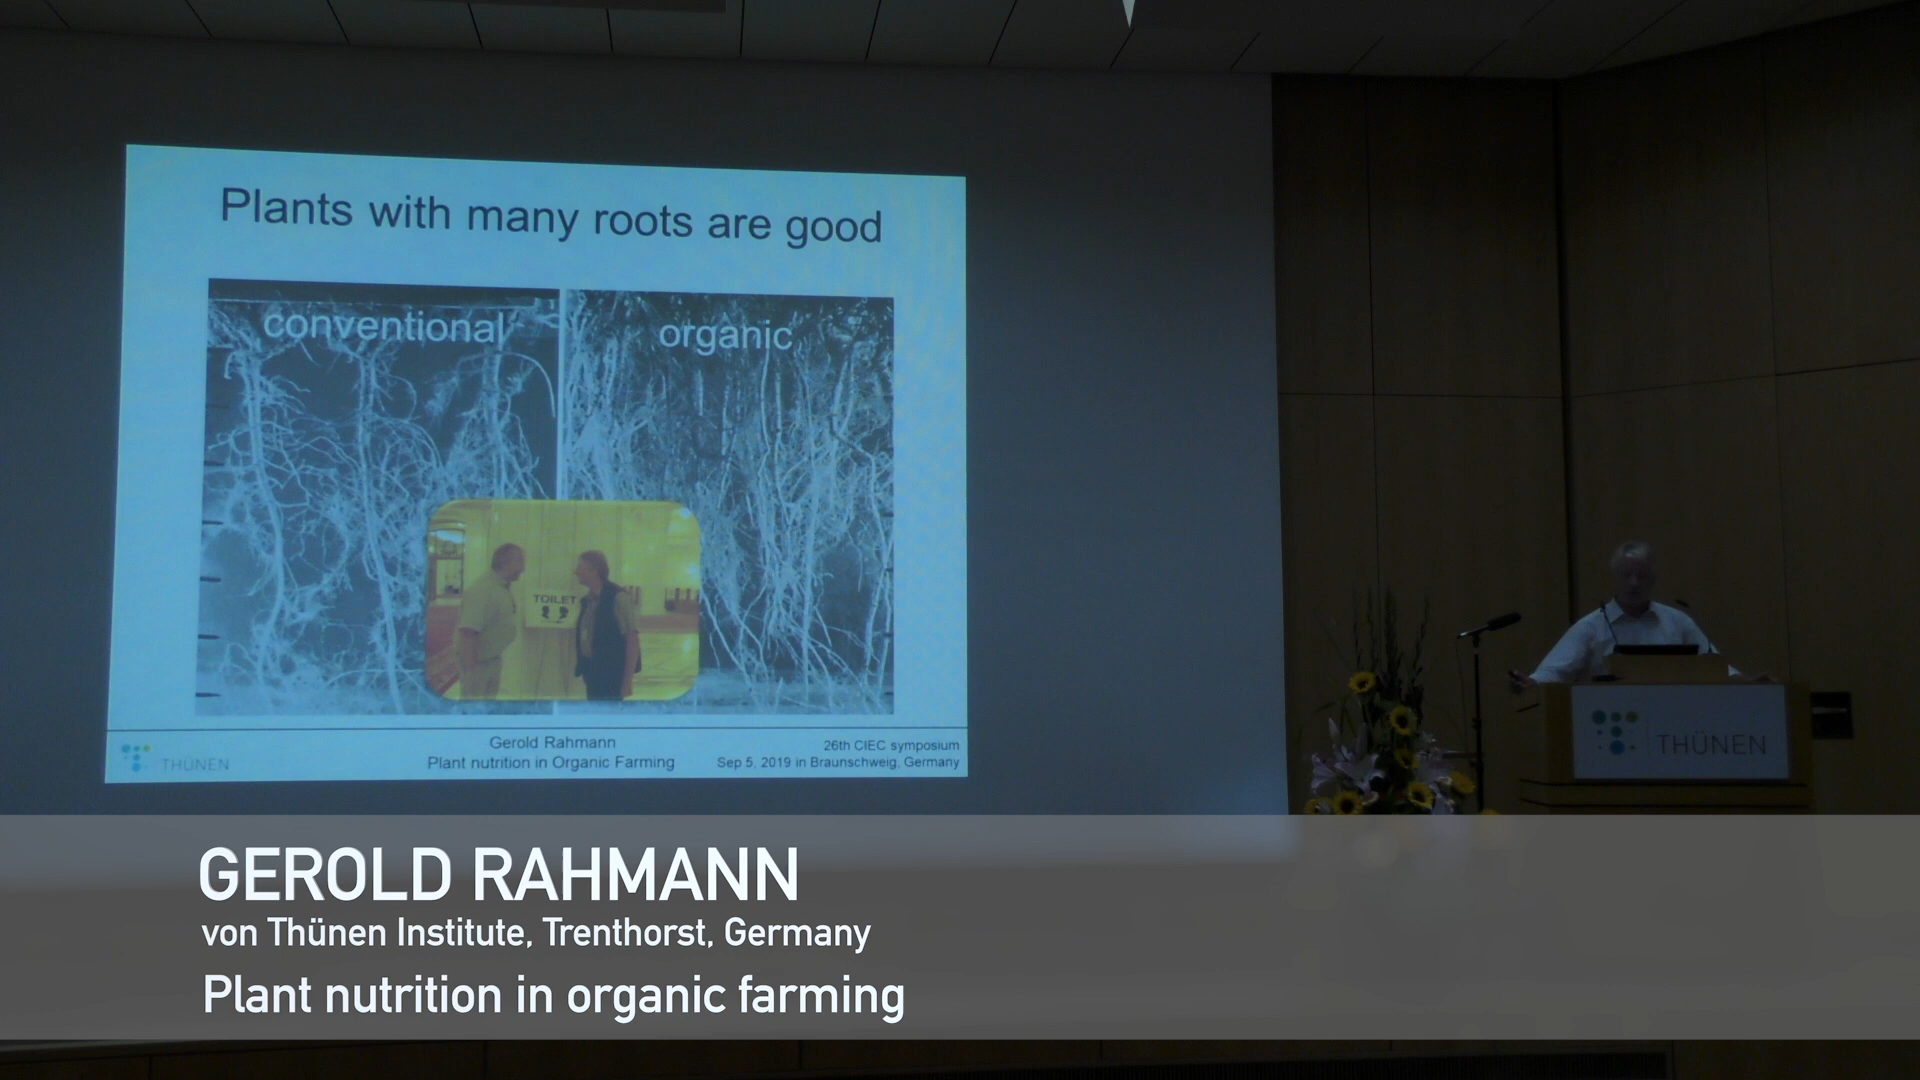 Plants with many roots are good
conventional
organic
TOILET
Gerold Rahmann
Plant nutrition in Organic Farming
26th CIEC symposium
Sep 5, 2019 in Braunschweig, Germany
THÜNEN
THÜNEN
GEROLD RAHMANN
von Thünen Institute, Trenthorst, Germany
Plant nutrition in organic farming